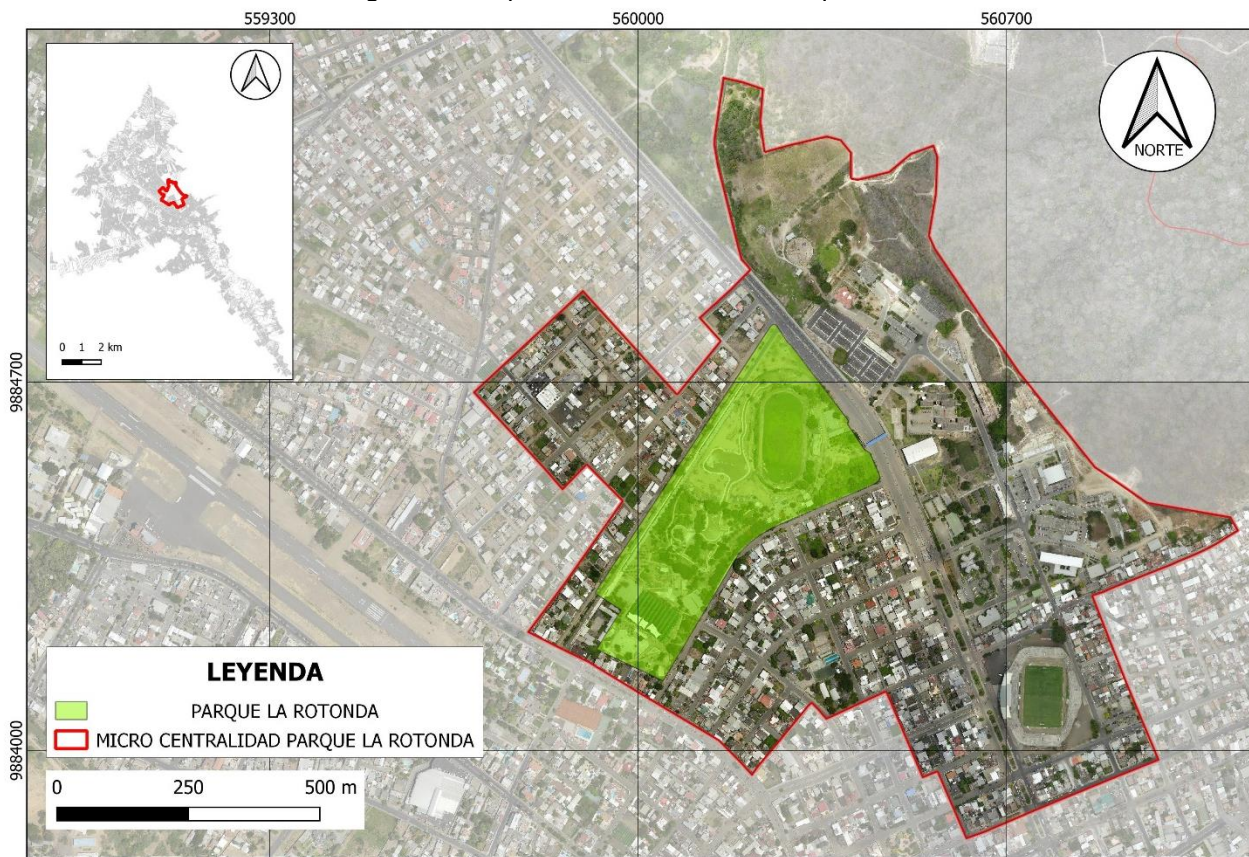 559300
560000
560700
NORTE
0 1 2 km
9884700
9884000
LEYENDA
PARQUE LA ROTONDA
MICRO CENTRALIDAD PARQUE LA ROTONDA
0 250 500 m